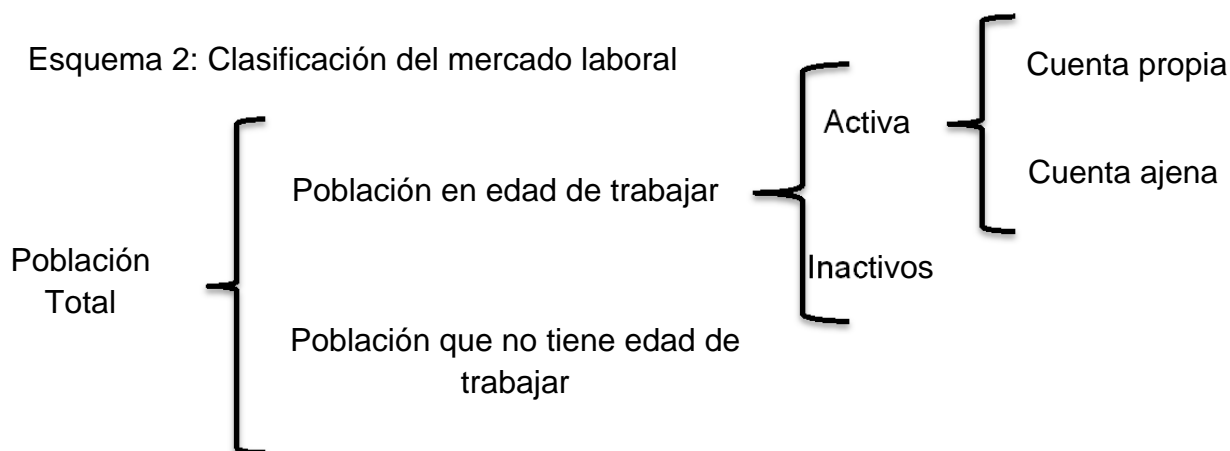 Esquema 2: Clasificación del mercado laboral
Población
Total
Población en edad de trabajar
Población que no tiene edad de
trabajar
Activa
Inactivos
Cuenta propia
Cuenta ajena